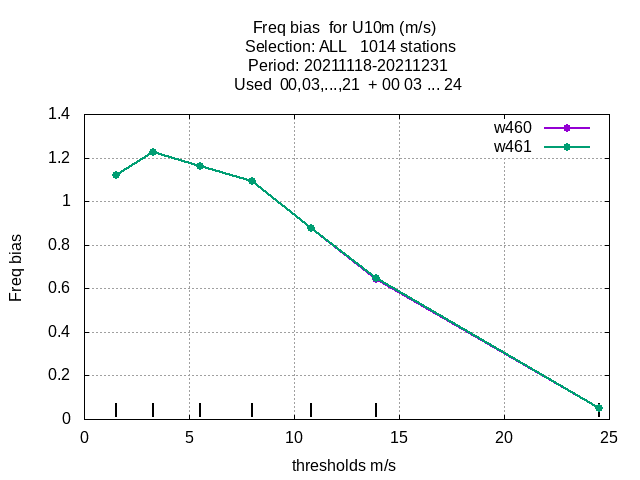 Freq bias  for U10m (m/s)
Selection: ALL   1014 stations
Period: 20211118-20211231
Used  00,03,...,21  + 00 03 ... 24
w460
w461
1.4
1.2
1
0.8
0.6
0.4
0.2
0
Freq bias
0 5 10 15 20 25
thresholds m/s